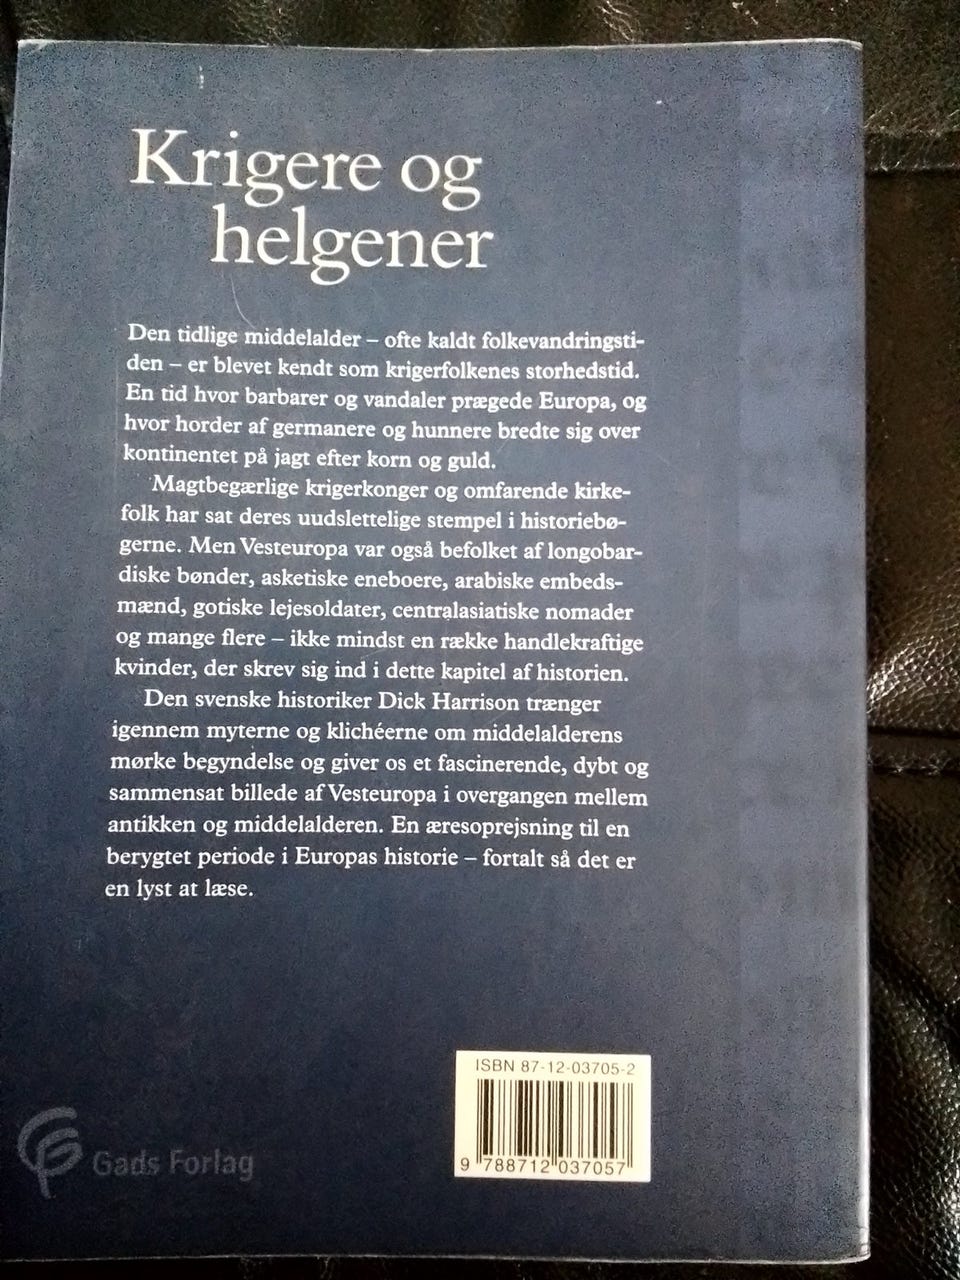 Krigere og
helgener
Den tidlige middelalder – ofte kaldt folkevandringsti-
den – er blevet kendt som krigerfolkenes storhedstid.
En tid hvor barbarer og vandaler prægede Europa, og
hvor horder af germanere og hunnere bredte sig over
kontinentet på jagt efter korn og guld.
Magtbegærlige krigerkonger og omfarende kirke-
folk har sat deres uudslettelige stempel i historiebø-
gerne. Men Vesteuropa var også befolket af longobar-
diske bønder, asketiske eneboere, arabiske embeds-
mænd, gotiske lejesoldater, centralasiatiske nomader
og mange flere – ikke mindst en række handlekraftige
kvinder, der skrev sig ind i dette kapitel af historien.
Den svenske historiker Dick Harrison trænger
igennem myterne og klichéerne om middelalderens
mørke begyndelse og giver os et fascinerende, dybt og
sammensat billede af Vesteuropa i overgangen mellem
antikken og middelalderen. En æresoprejsning til en
berygtet periode i Europas historie – fortalt så det er
en lyst at læse.
ISBN 87-12-03705-2
9 788712 037057
Gads Forlag